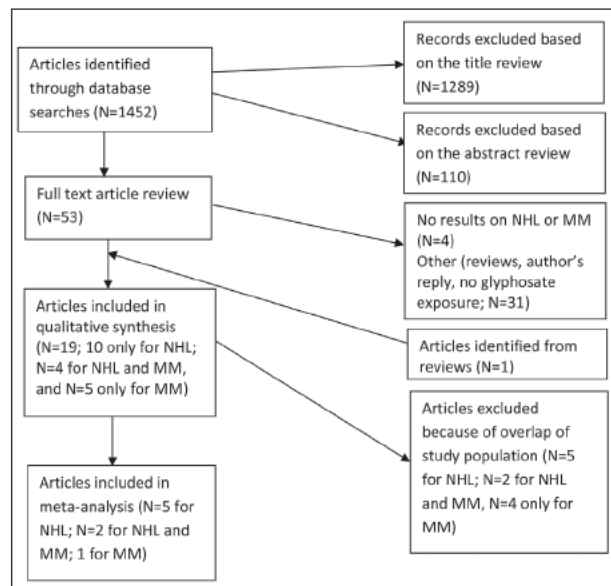 Articles identified
through database
searches (N=1452)
Records excluded based
on the title review
(N=1289)
Records excluded based
on the abstract review
(N=110)
Full text article review
(N=53)
No results on NHL or MM
(N=4)
Other (reviews, author's
reply, no glyphosate
exposure; N=31)
Articles included in
qualitative synthesis
(N=19; 10 only for NHL;
N=4 for NHL and MM,
and N=5 only for MM)
Articles identified from
reviews (N=1)
Articles excluded
because of overlap of
study population (N=5
for NHL; N=2 for NHL
and MM, N=4 only for
MM)
Articles included in
meta-analysis (N=5 for
NHL; N=2 for NHL and
MM; 1 for MM)